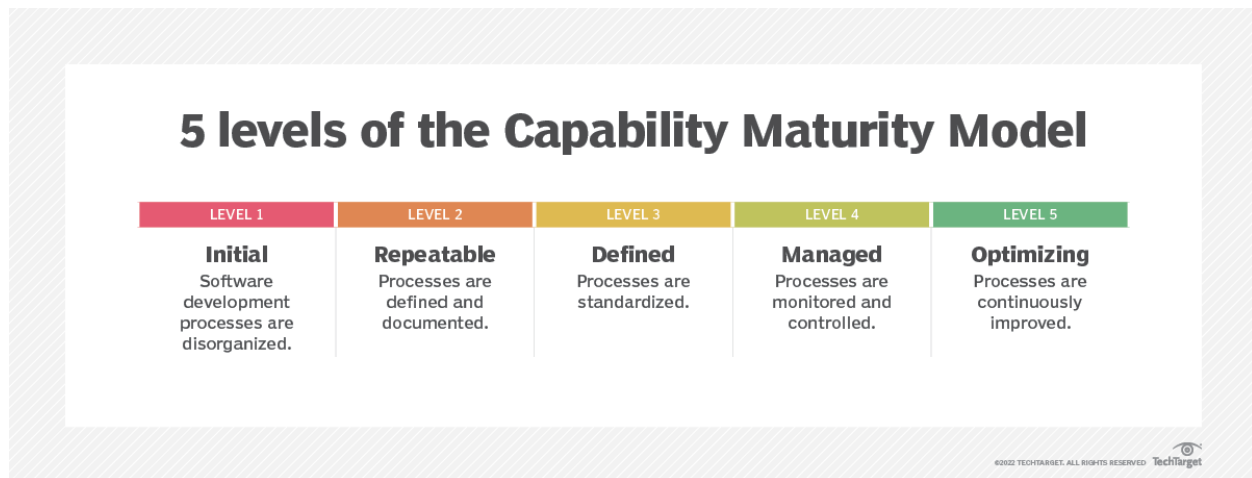 5 levels of the Capability Maturity Model
LEVEL 1
Initial
Software
development
processes are
disorganized.
LEVEL 2
Repeatable
Processes are
defined and
documented.
LEVEL 3
Defined
Processes are
standardized.
LEVEL 4
Managed
Processes are
monitored and
controlled.
LEVEL 5
Optimizing
Processes are
continuously
improved.
©2022 TECHTARGET. ALL RIGHTS RESERVED TechTarget